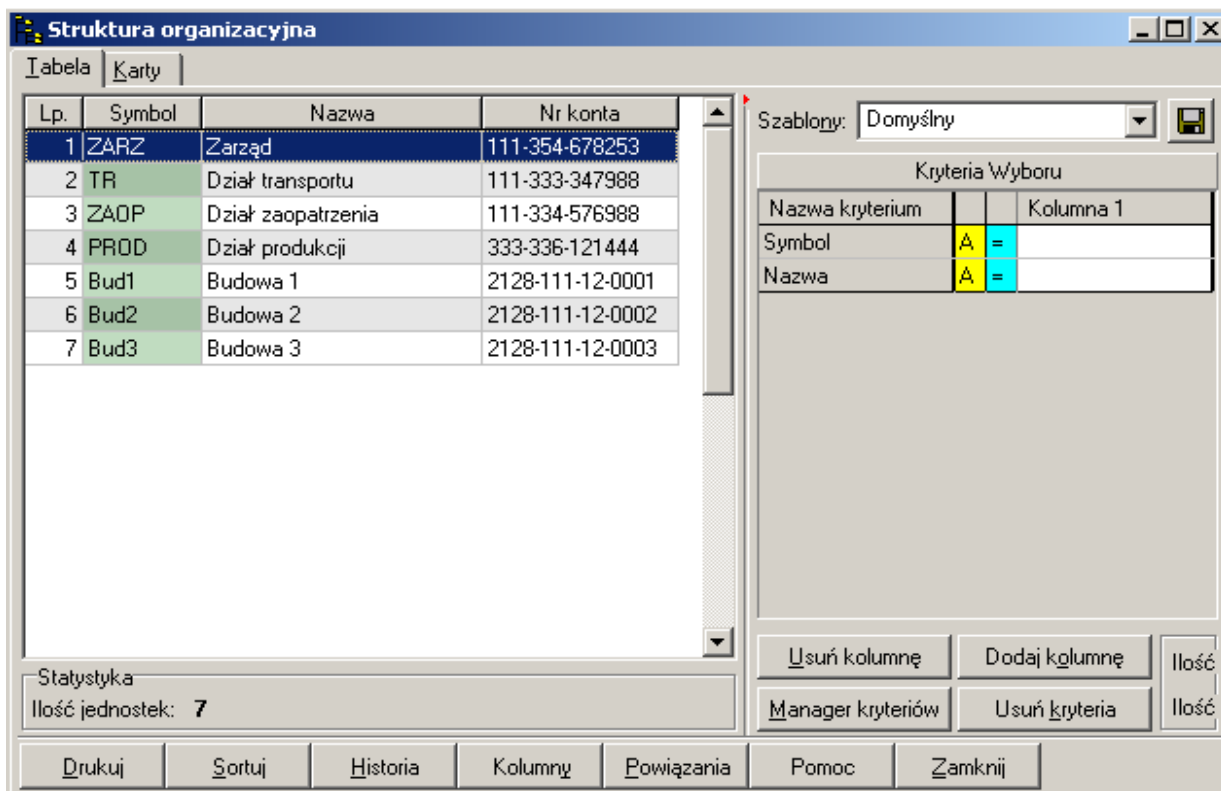 Struktura organizacyjna
Tabela Karty
Lp. Symbol Nazwa Nr konta
1 ZARZ Zarząd 111-354-678253
2 TR Dział transportu 111-333-347988
3 ZAOP Dział zaopatrzenia 111-334-576988
4 PROD Dział produkcji 333-336-121444
5 Bud1 Budowa 1 2128-111-12-0001
6 Bud2 Budowa 2 2128-111-12-0002
7 Bud3 Budowa 3 2128-111-12-0003
Statystyka
Ilość jednostek: 7
Szablony: Domyślny
Kryteria Wyboru
Nazwa kryterium Kolumna 1
Symbol A =
Nazwa A =
Usuń kolumnę Dodaj kolumnę Ilość
Manager kryteriów Usuń kryteria Ilość
Drukuj Sortuj Historia Kolumny Powiązania Pomoc Zamknij